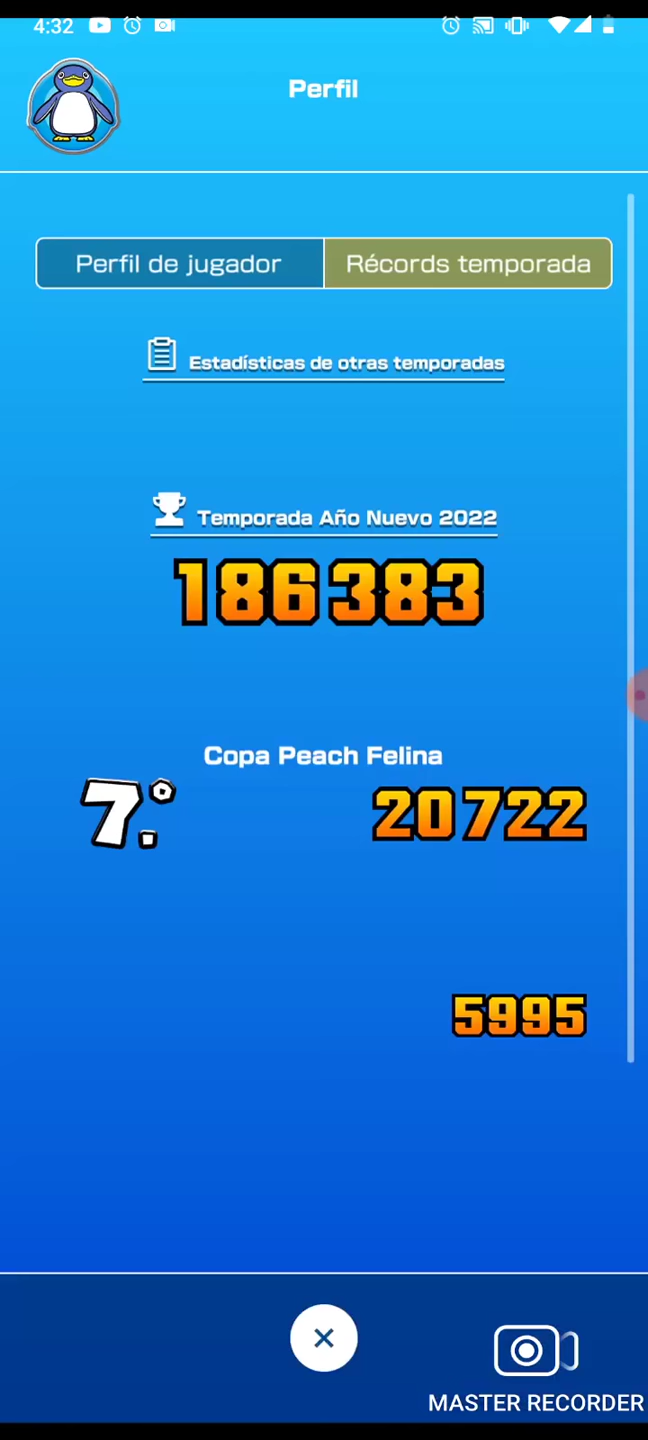 4:32
Perfil
Perfil de jugador
Récords temporada
Estadísticas de otras temporadas
Temporada Año Nuevo 2022
186383
Copa Peach Felina
7.º
20722
5995
MASTER RECORDER